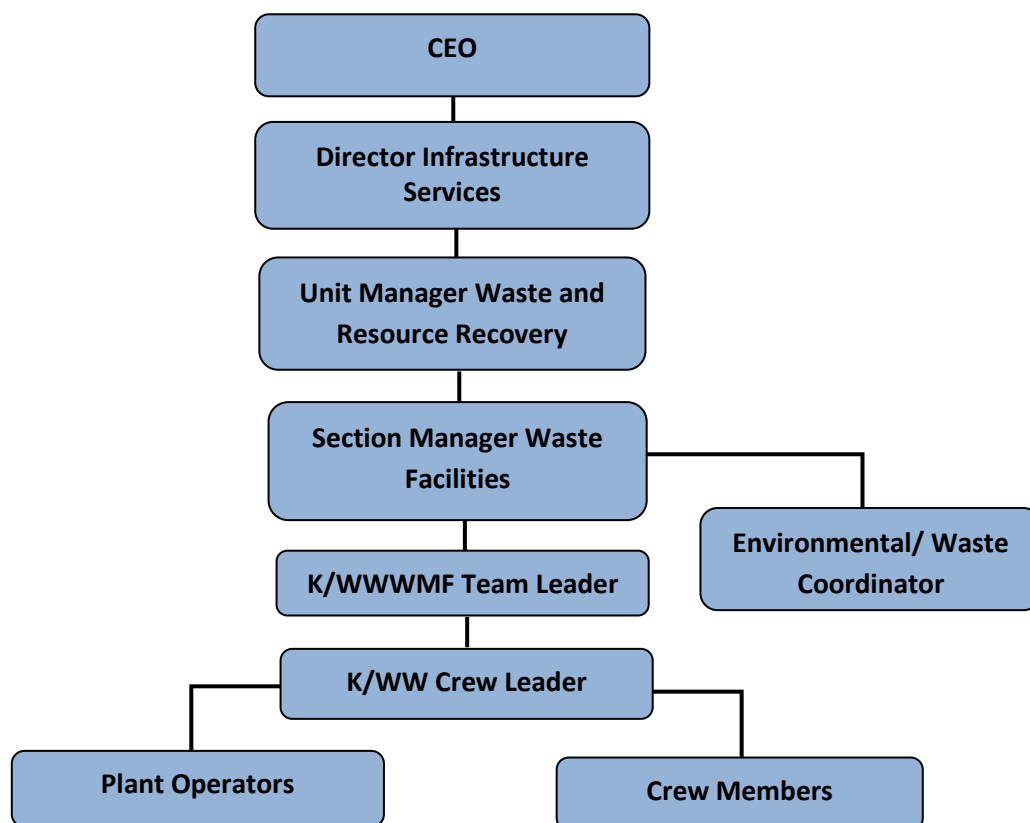 CEO
Director Infrastructure
Services
Unit Manager Waste and
Resource Recovery
Section Manager Waste
Facilities
Environmental/ Waste
Coordinator
K/WWWMF Team Leader
K/WW Crew Leader
Plant Operators
Crew Members